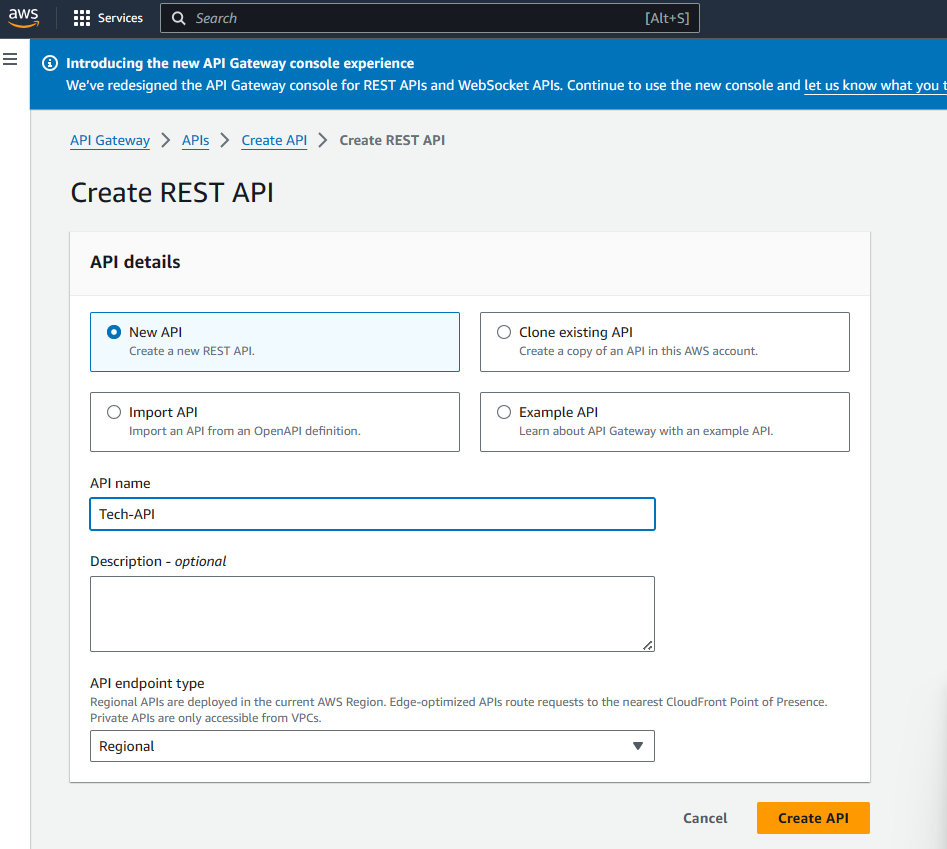 aws
Services
Search
[Alt+S]
Introducing the new API Gateway console experience
We've redesigned the API Gateway console for REST APIs and WebSocket APIs. Continue to use the new console and let us know what you t
API Gateway > APIs > Create API > Create REST API
Create REST API
API details
New API
Create a new REST API.
Clone existing API
Create a copy of an API in this AWS account.
Import API
Import an API from an OpenAPI definition.
Example API
Learn about API Gateway with an example API.
API name
Tech-API
Description - optional
API endpoint type
Regional APIs are deployed in the current AWS Region. Edge-optimized APIs route requests to the nearest CloudFront Point of Presence.
Private APIs are only accessible from VPCs.
Regional
Cancel
Create API